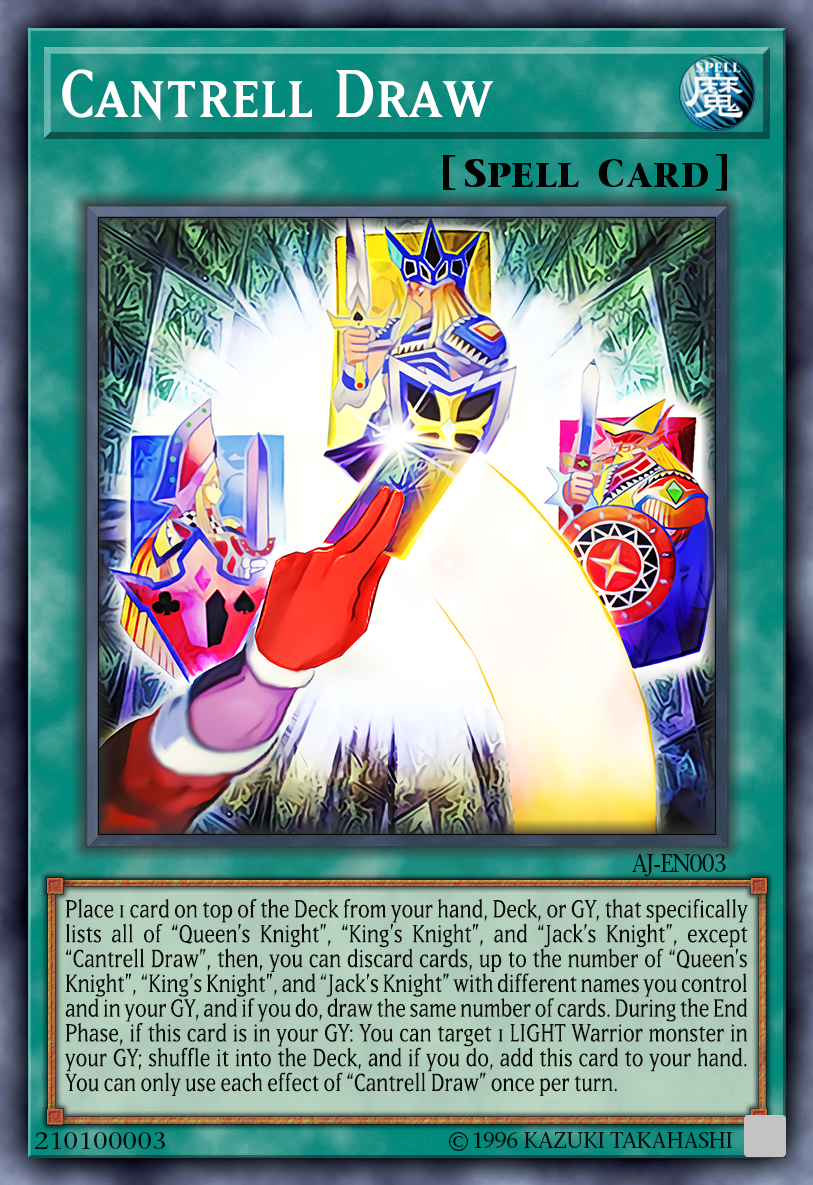 Cantrell Draw
SPELL
魔
[Spell Card]
AJ-EN003
Place 1 card on top of the Deck from your hand, Deck, or GY, that specifically
lists all of “Queen's Knight”, “King's Knight”, and “Jack's Knight”, except
“Cantrell Draw”, then, you can discard cards, up to the number of “Queen's
Knight”, “King's Knight”, and “Jack's Knight” with different names you control
and in your GY, and if you do, draw the same number of cards. During the End
Phase, if this card is in your GY: You can target 1 LIGHT Warrior monster in
your GY; shuffle it into the Deck, and if you do, add this card to your hand.
You can only use each effect of “Cantrell Draw” once per turn.
210100003
© 1996 KAZUKI TAKAHASHI